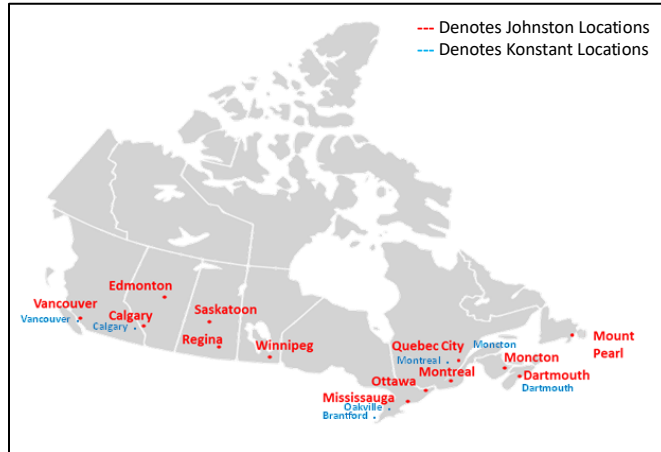 --- Denotes Johnston Locations
--- Denotes Konstant Locations
Edmonton
Vancouver
Vancouver
Calgary
Calgary
Saskatoon
Regina
Winnipeg
Quebec City
Moncton
Montreal
Montreal
Moncton
Mount
Pearl
Ottawa
Dartmouth
Dartmouth
Mississauga
Oakville
Brantford